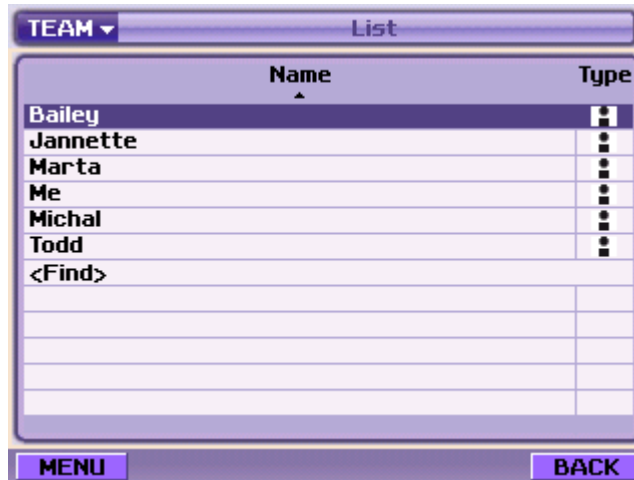 TEAM List
Name Type
Bailey
Jannette
Marta
Me
Michal
Todd
<Find>
MENU BACK